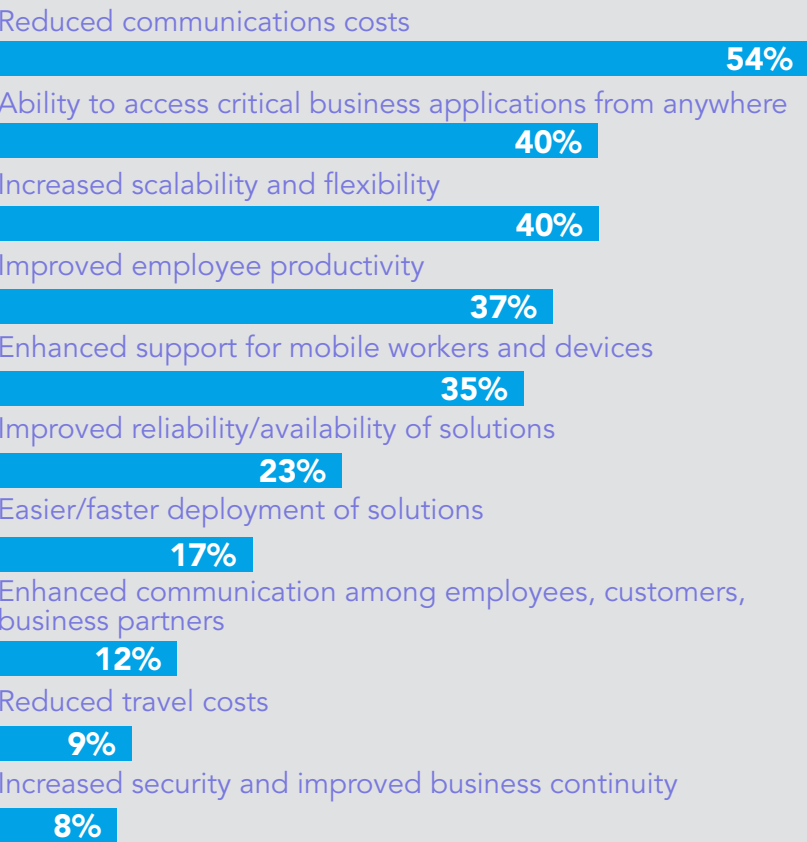 Reduced communications costs
54%
Ability to access critical business applications from anywhere
40%
Increased scalability and flexibility
40%
Improved employee productivity
37%
Enhanced support for mobile workers and devices
35%
Improved reliability/availability of solutions
23%
Easier/faster deployment of solutions
17%
Enhanced communication among employees, customers,
business partners
12%
Reduced travel costs
9%
Increased security and improved business continuity
8%